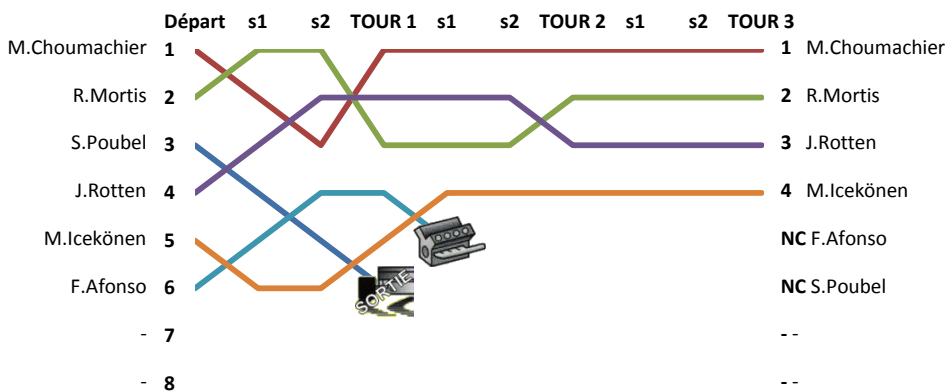 Départ s1 s2 TOUR 1 s1 s2 TOUR 2 s1 s2 TOUR 3
M.Choumachier 1 1 M.Choumachier
R.Mortis 2 2 R.Mortis
S.Poubel 3 3 J.Rotten
J.Rotten 4 4 M.Icekönen
M.Icekönen 5 NC F.Afonso
F.Afonso 6 SORTIE NC S.Poubel
- 7 - -
- 8 - -